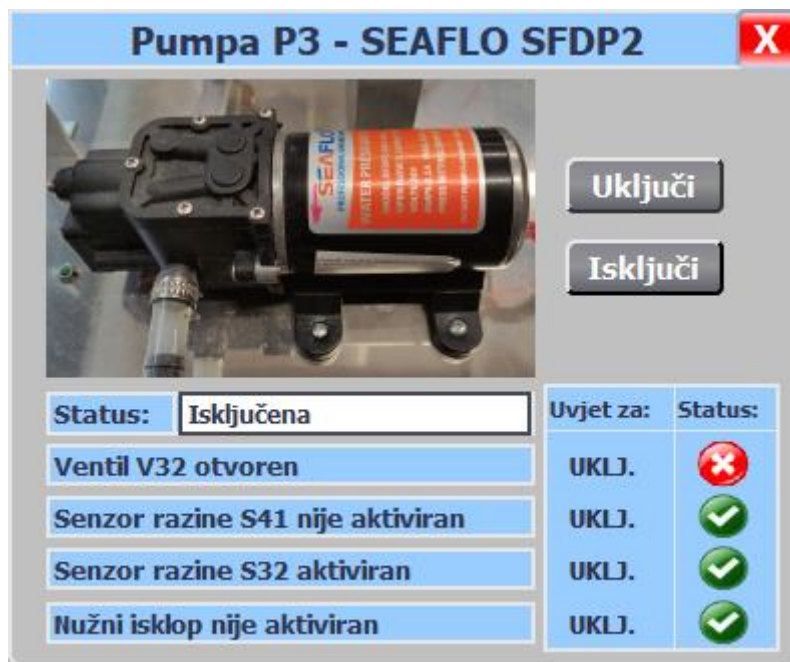 Pumpa P3 - SEAFLO SFDP2
X
SEAFLO
Uključi
Isključi
Status: Isključena
Uvjet za: Status:
Ventil V32 otvoren UKLJ.
Senzor razine S41 nije aktiviran UKLJ.
Senzor razine S32 aktiviran UKLJ.
Nužni isklop nije aktiviran UKLJ.